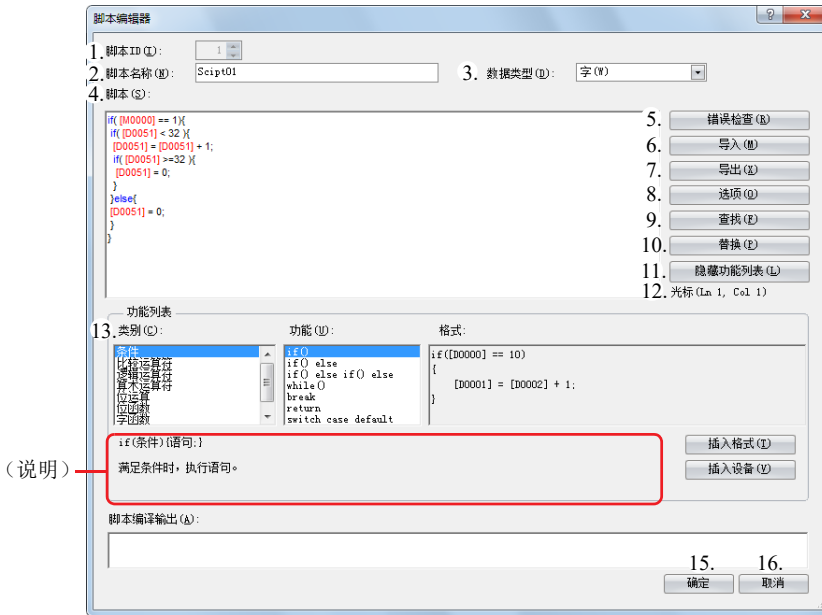 脚本编辑器
1. 脚本ID(I): 1
2. 脚本名称(N): Scipt01 3. 数据类型(D): 字(W)
4. 脚本(S):
if( [M0000] == 1){
if( [D0051] < 32 ){
[D0051] = [D0051] + 1;
if( [D0051] >=32 ){
[D0051] = 0;
}
}else{
[D0051] = 0;
}
}
5. 错误检查(R)
6. 导入(M)
7. 导出(X)
8. 选项(O)
9. 查找(F)
10. 替换(P)
11. 隐藏功能列表(L)
12. 光标(Ln 1, Col 1)
功能列表
13. 类别(C): 功能(U): 格式:
条件
比较运算符
逻辑运算符
算术运算符
位运算
位函数
字函数
if()
if() else
if() else if() else
while()
break
return
switch case default
if([D0000] == 10)
{
[D0001] = [D0002] + 1;
}
(说明)
if(条件){语句;}
满足条件时，执行语句。
插入格式(T)
插入设备(V)
脚本编译输出(A):
15. 16.
确定 取消